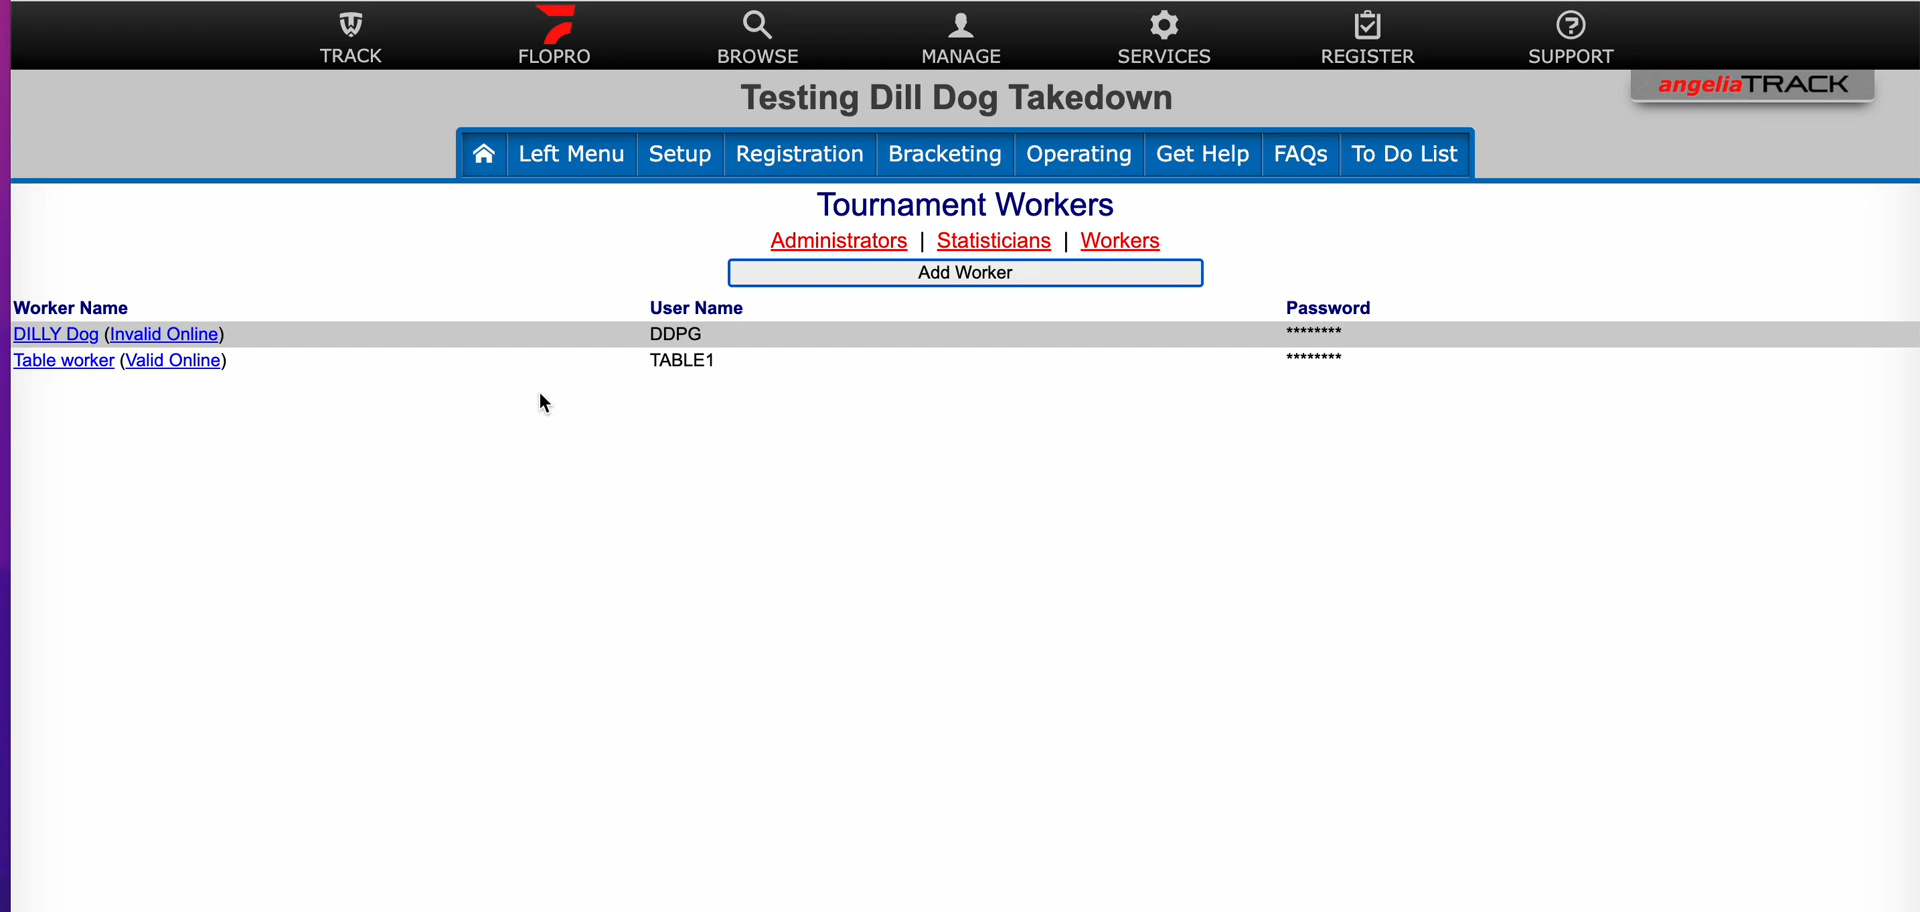 TRACK FLOPRO BROWSE MANAGE SERVICES REGISTER SUPPORT
angeliaTRACK
Testing Dill Dog Takedown
Left Menu Setup Registration Bracketing Operating Get Help FAQs To Do List
Tournament Workers
Administrators | Statisticians | Workers
Add Worker
Worker Name User Name Password
DILLY Dog (Invalid Online) DDPG ********
Table worker (Valid Online) TABLE1 ********